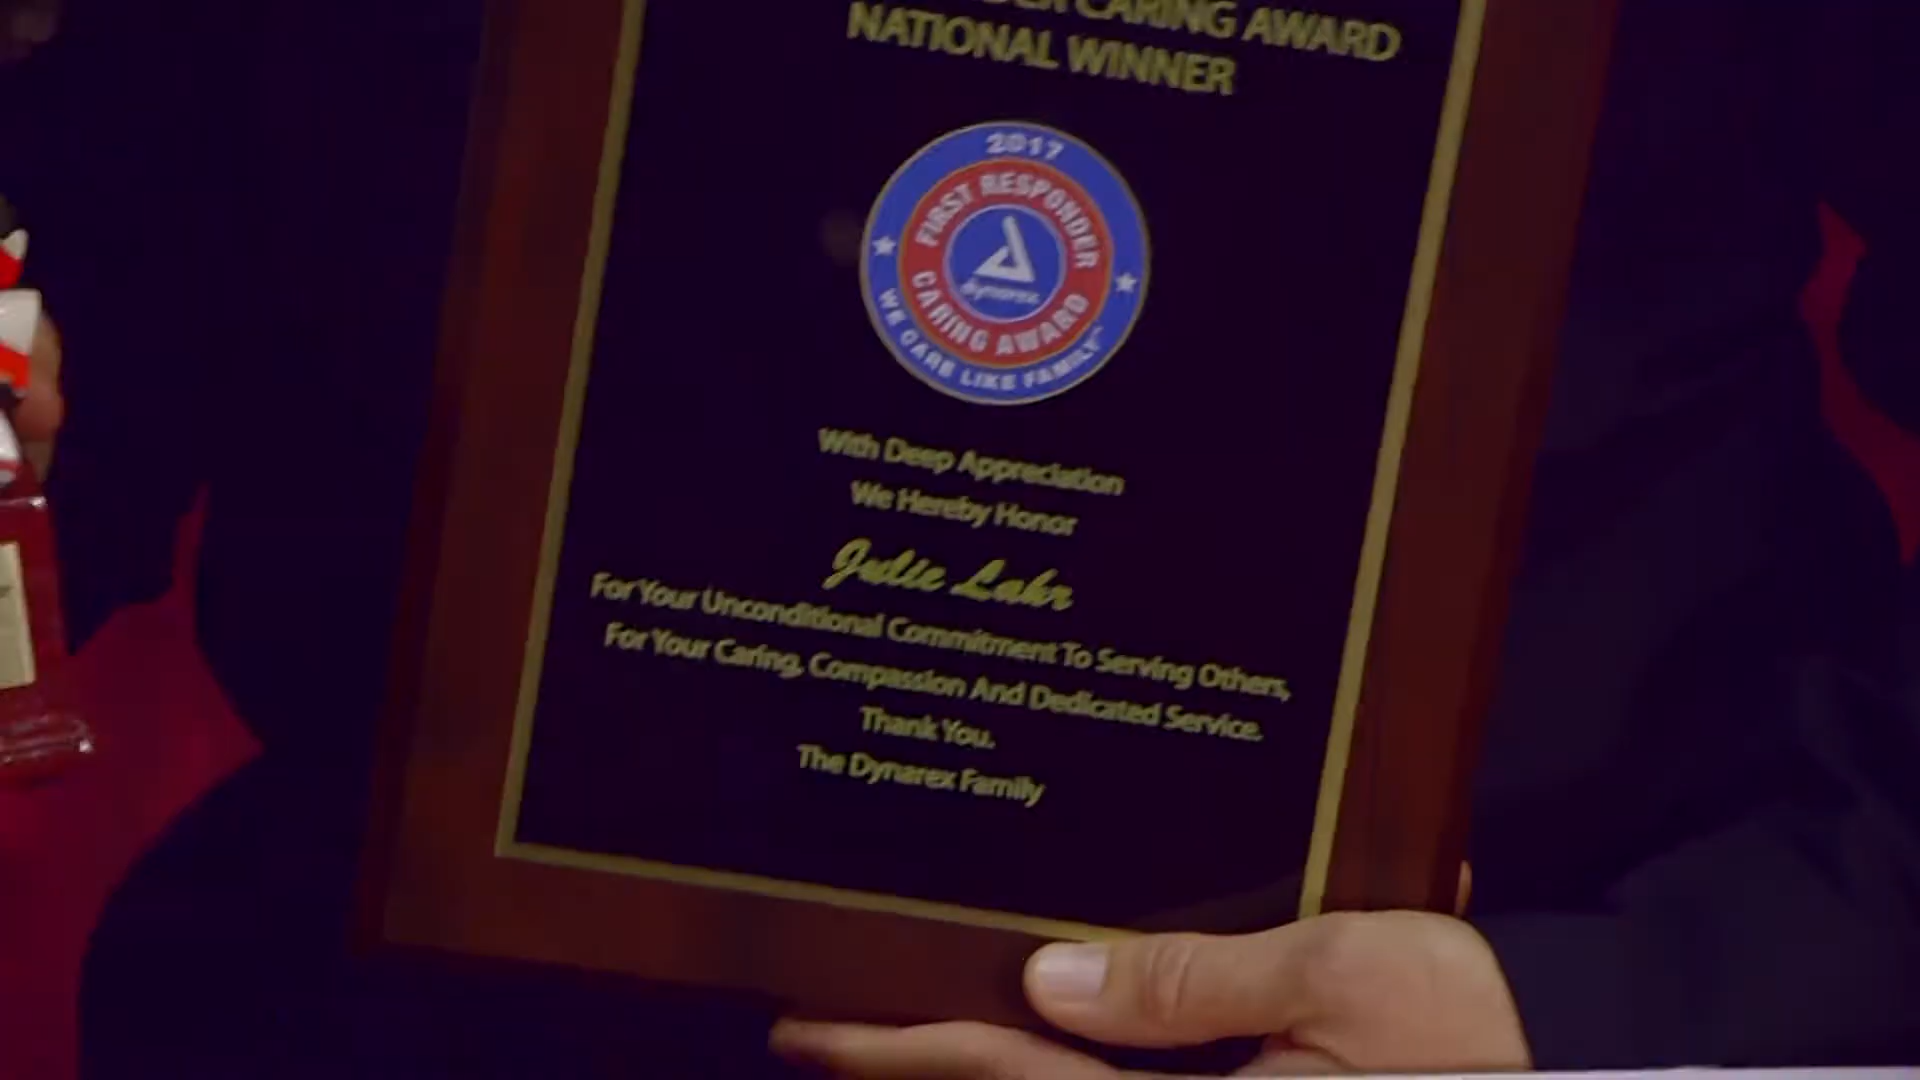 CARING AWARD
NATIONAL WINNER
2017
FIRST RESPONDER
CARING AWARD
dynarex
WE CARE LIKE FAMILY™
With Deep Appreciation
We Hereby Honor
Julie Lahr
For Your Unconditional Commitment To Serving Others,
For Your Caring, Compassion And Dedicated Service.
Thank You.
The Dynarex Family